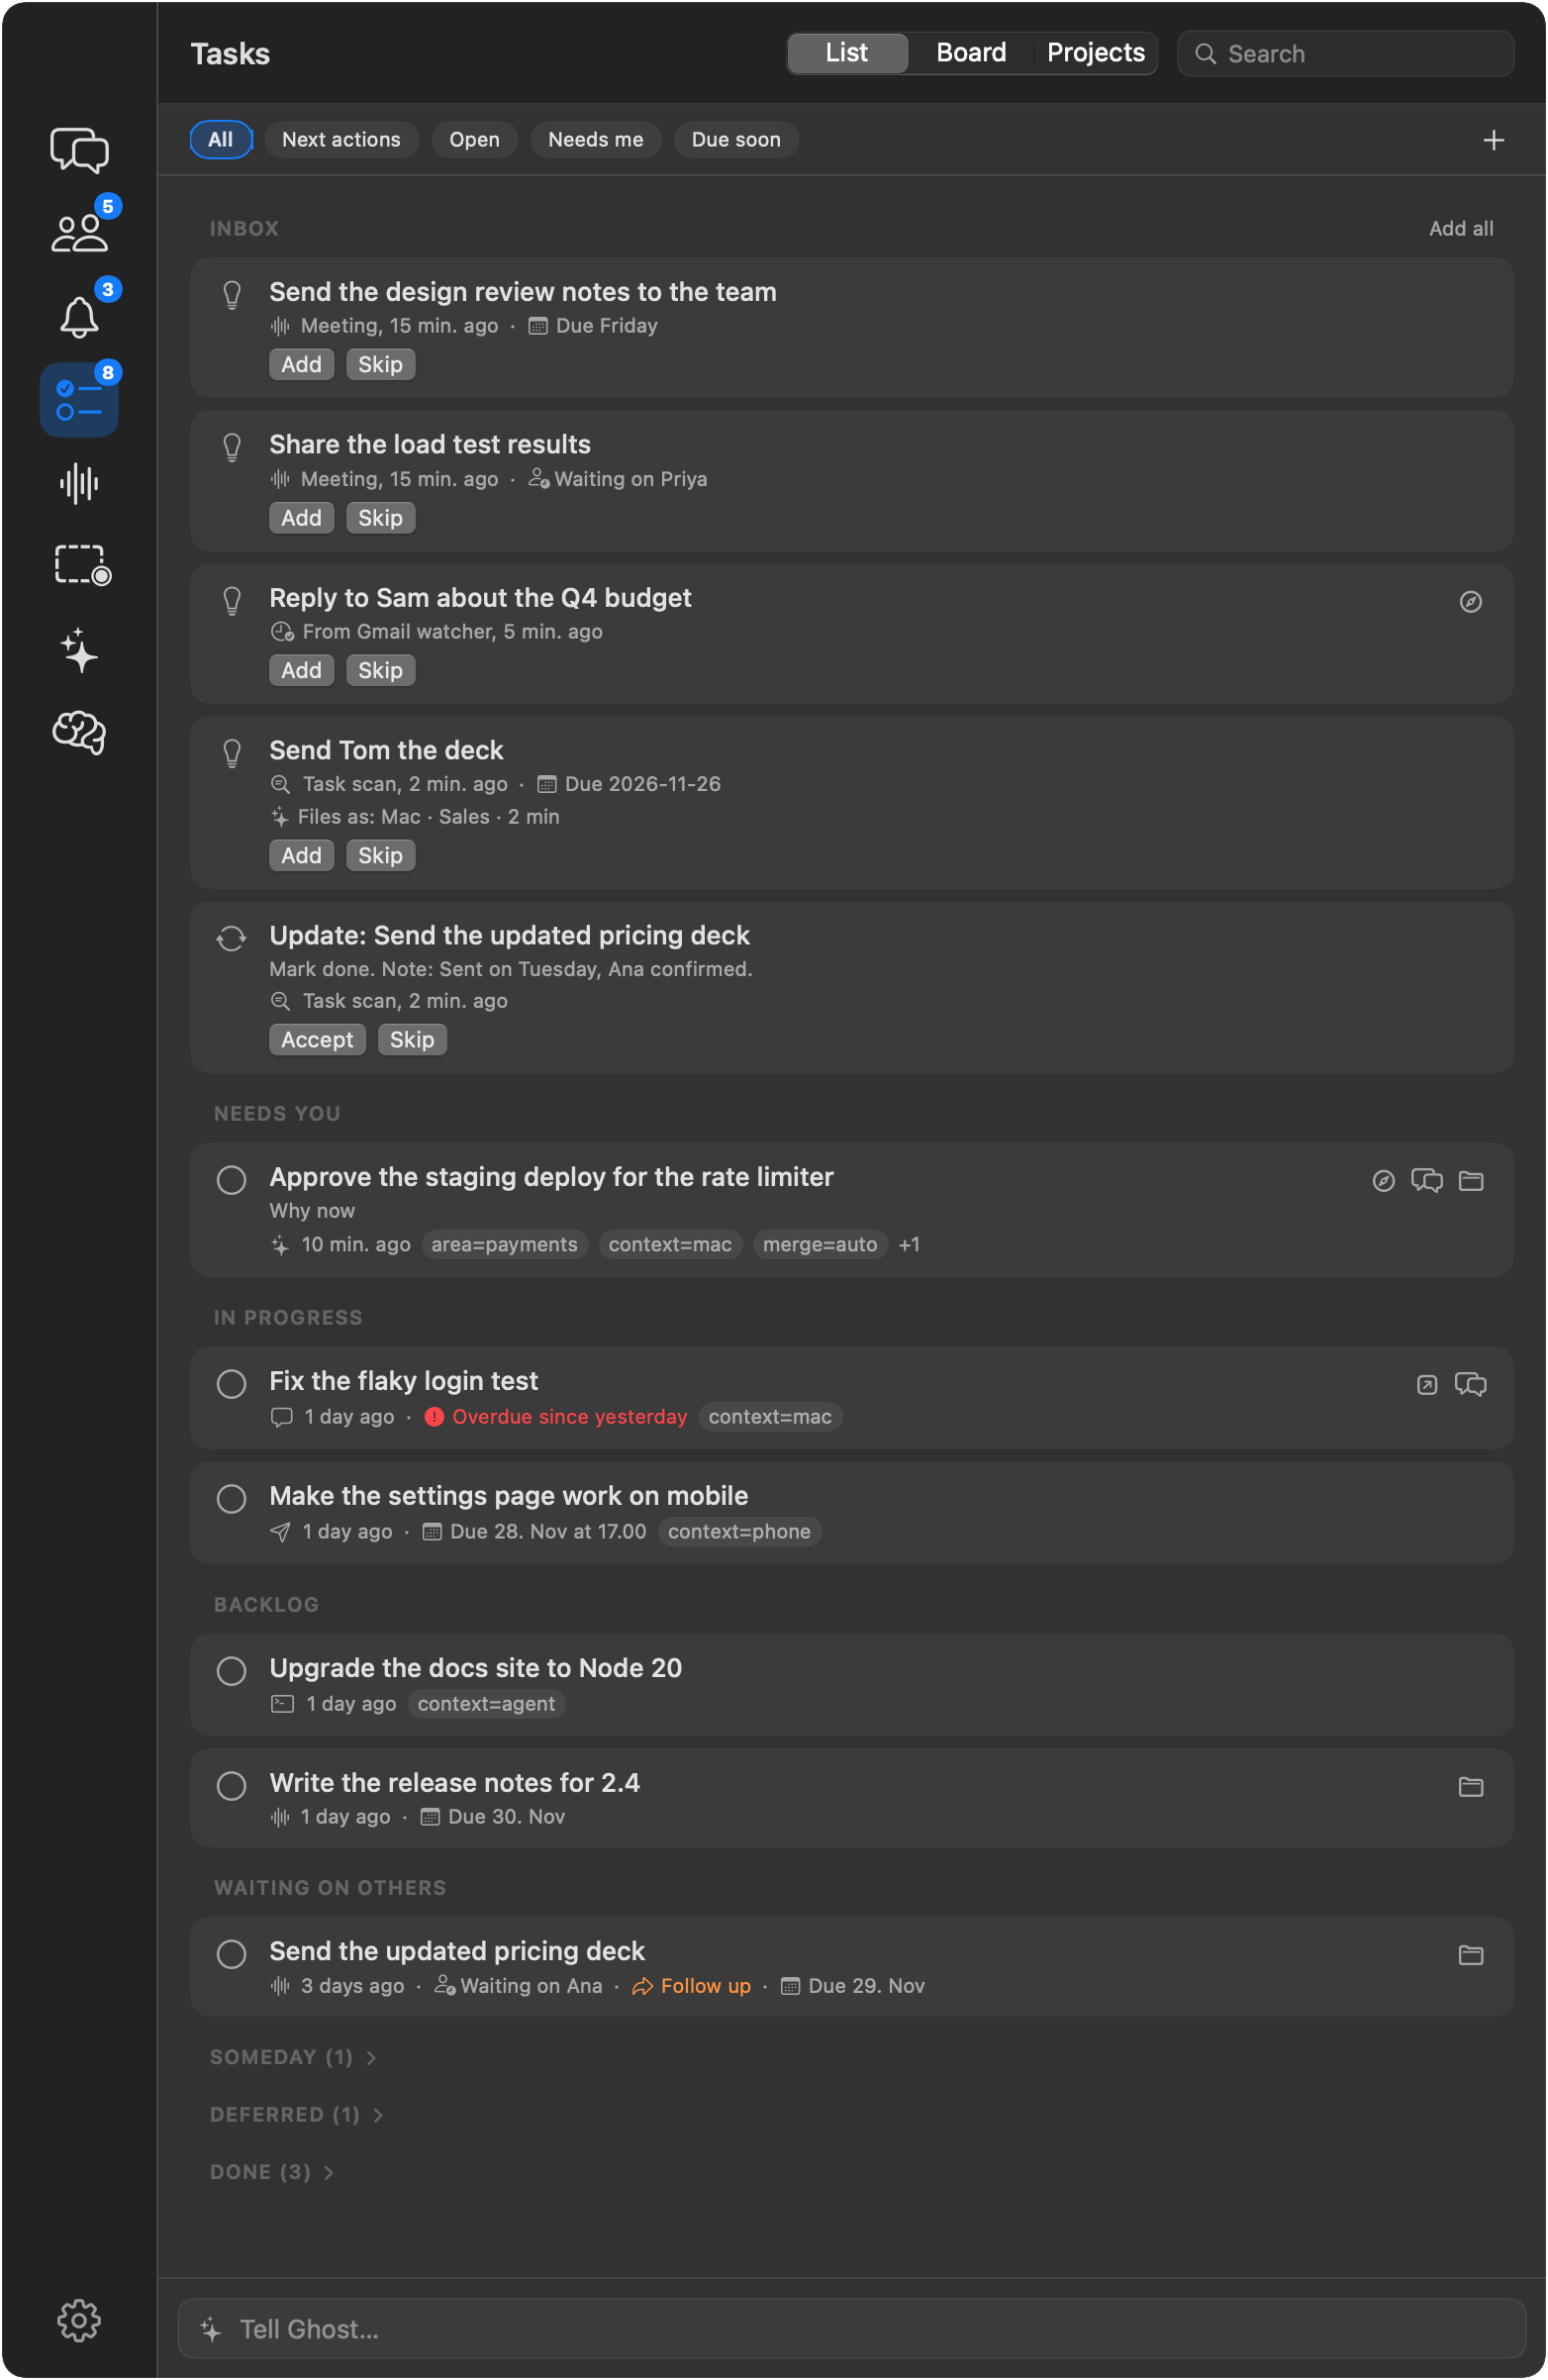 Tasks
List Board Projects
Search
All Next actions Open Needs me Due soon
5
3
8
INBOX Add all
Send the design review notes to the team
Meeting, 15 min. ago · Due Friday
Add Skip
Share the load test results
Meeting, 15 min. ago · Waiting on Priya
Add Skip
Reply to Sam about the Q4 budget
From Gmail watcher, 5 min. ago
Add Skip
Send Tom the deck
Task scan, 2 min. ago · Due 2026-11-26
Files as: Mac · Sales · 2 min
Add Skip
Update: Send the updated pricing deck
Mark done. Note: Sent on Tuesday, Ana confirmed.
Task scan, 2 min. ago
Accept Skip
NEEDS YOU
Approve the staging deploy for the rate limiter
Why now
10 min. ago area=payments context=mac merge=auto +1
IN PROGRESS
Fix the flaky login test
1 day ago · Overdue since yesterday context=mac
Make the settings page work on mobile
1 day ago · Due 28. Nov at 17.00 context=phone
BACKLOG
Upgrade the docs site to Node 20
1 day ago context=agent
Write the release notes for 2.4
1 day ago · Due 30. Nov
WAITING ON OTHERS
Send the updated pricing deck
3 days ago · Waiting on Ana · Follow up · Due 29. Nov
SOMEDAY (1)
DEFERRED (1)
DONE (3)
Tell Ghost...